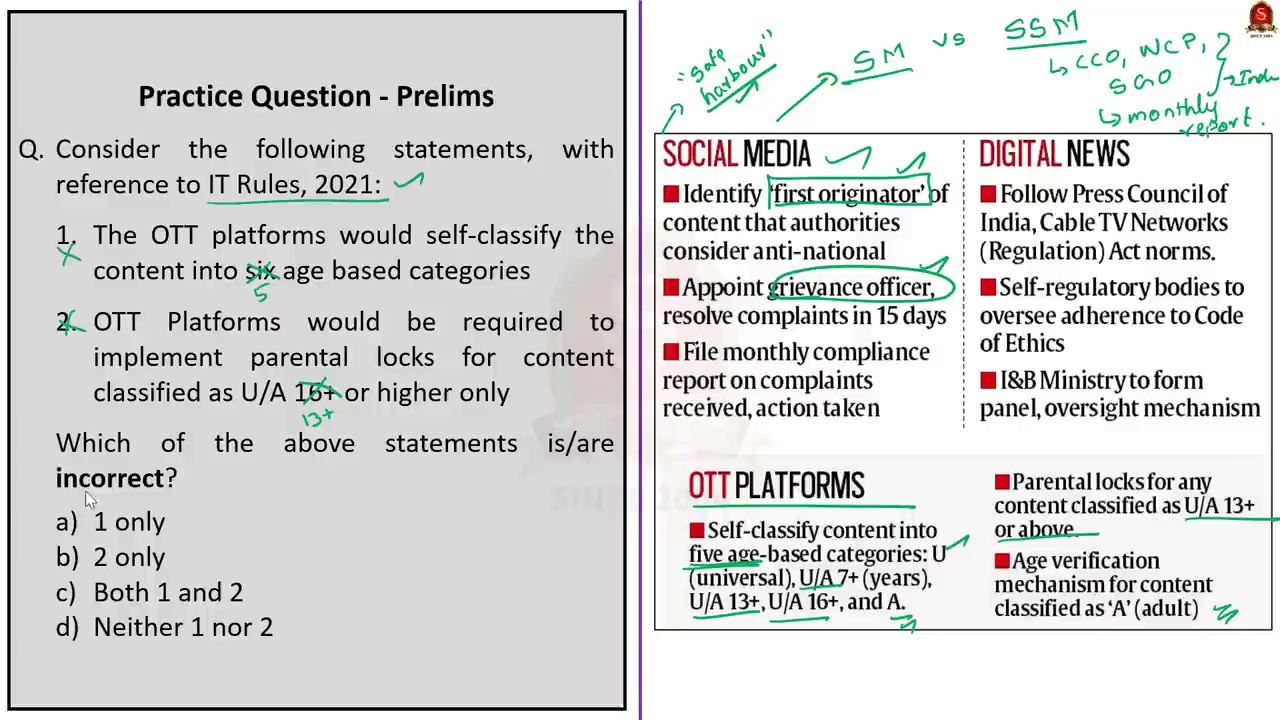 Practice Question - Prelims
Q. Consider the following statements, with
reference to IT Rules, 2021:
1. The OTT platforms would self-classify the
content into six age based categories
5
2. OTT Platforms would be required to
implement parental locks for content
classified as U/A 16+ or higher only
13+
Which of the above statements is/are
incorrect?
a) 1 only
b) 2 only
c) Both 1 and 2
d) Neither 1 nor 2
"safe
harbour"
SM vs SSM
CCO, NCP,
SGO
monthly
report.
SOCIAL MEDIA
Identify 'first originator' of
content that authorities
consider anti-national
Appoint grievance officer,
resolve complaints in 15 days
File monthly compliance
report on complaints
received, action taken
DIGITAL NEWS
Follow Press Council of
India, Cable TV Networks
(Regulation) Act norms.
Self-regulatory bodies to
oversee adherence to Code
of Ethics
I&B Ministry to form
panel, oversight mechanism
OTT PLATFORMS
Self-classify content into
five age-based categories: U
(universal), U/A 7+ (years),
U/A 13+, U/A 16+, and A.
Parental locks for any
content classified as U/A 13+
or above.
Age verification
mechanism for content
classified as 'A' (adult)